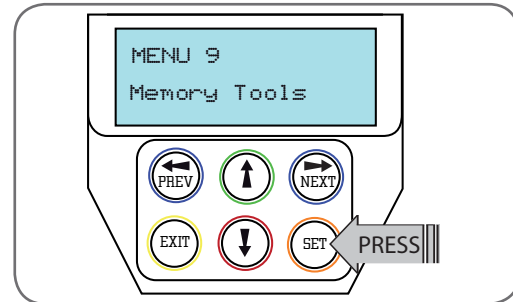 MENU 9
Memory Tools
PREV
NEXT
EXIT
SET
PRESS